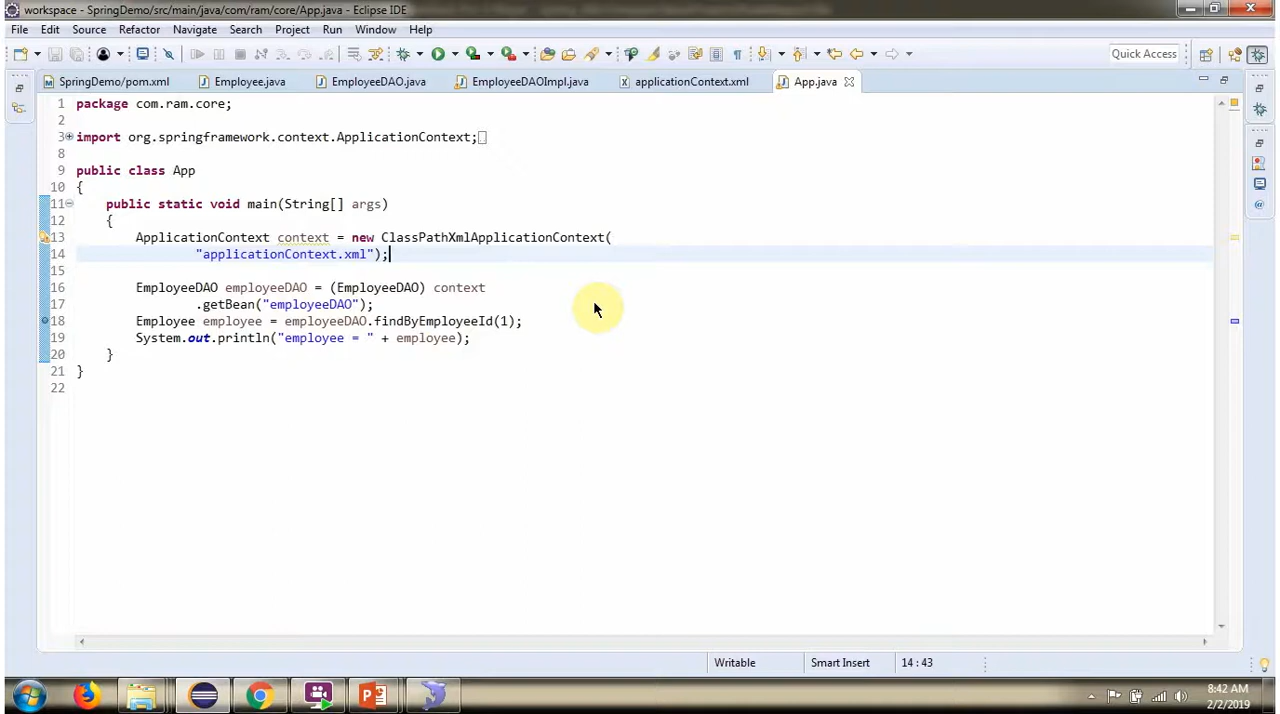 workspace - SpringDemo/src/main/java/com/ram/core/App.java - Eclipse IDE
File Edit Source Refactor Navigate Search Project Run Window Help
Quick Access
SpringDemo/pom.xml Employee.java EmployeeDAO.java EmployeeDAOImpl.java applicationContext.xml App.java
1 package com.ram.core;
2
3 import org.springframework.context.ApplicationContext;
8
9 public class App
10 {
11 public static void main(String[] args)
12 {
13 ApplicationContext context = new ClassPathXmlApplicationContext(
14 "applicationContext.xml");
15
16 EmployeeDAO employeeDAO = (EmployeeDAO) context
17 .getBean("employeeDAO");
18 Employee employee = employeeDAO.findByEmployeeId(1);
19 System.out.println("employee = " + employee);
20 }
21 }
22
Writable Smart Insert 14 : 43
8:42 AM
2/2/2019